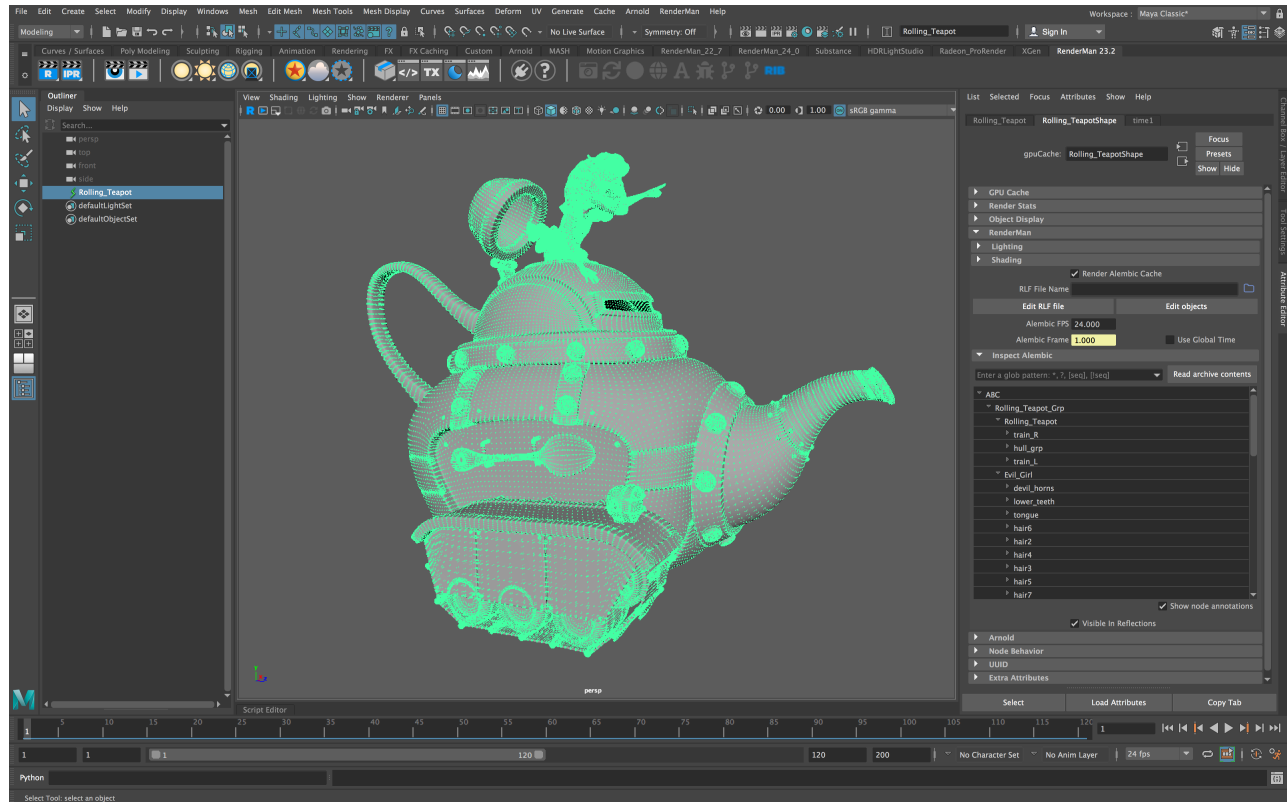 File Edit Create Select Modify Display Windows Mesh Edit Mesh Mesh Tools Mesh Display Curves Surfaces Deform UV Generate Cache Arnold RenderMan Help
Workspace : Maya Classic*
Modeling
No Live Surface
Symmetry: Off
Rolling_Teapot
Sign In
Curves / Surfaces Poly Modeling Sculpting Rigging Animation Rendering FX FX Caching Custom Arnold MASH Motion Graphics RenderMan_22_7 RenderMan_24_0 Substance HDRLightStudio Radeon_ProRender XGen RenderMan 23.2
R IPR </> TX ? A RIB
Outliner
Display Show Help
Search...
persp
top
front
side
Rolling_Teapot
defaultLightSet
defaultObjectSet
View Shading Lighting Show Renderer Panels
R 0.00 1.00 sRGB gamma
persp
Script Editor
List Selected Focus Attributes Show Help
Rolling_Teapot Rolling_TeapotShape time1
Focus
gpuCache: Rolling_TeapotShape
Presets
Show Hide
GPU Cache
Render Stats
Object Display
RenderMan
Lighting
Shading
Render Alembic Cache
RLF File Name
Edit RLF file Edit objects
Alembic FPS 24.000
Alembic Frame 1.000 Use Global Time
Inspect Alembic
Enter a glob pattern: *, ?, [seq], [!seq] Read archive contents
ABC
Rolling_Teapot_Grp
Rolling_Teapot
train_R
hull_grp
train_L
Evil_Girl
devil_horns
lower_teeth
tongue
hair6
hair2
hair4
hair3
hair5
hair7
Show node annotations
Visible In Reflections
Arnold
Node Behavior
UUID
Extra Attributes
Select Load Attributes Copy Tab
Channel Box / Layer Editor
Tool Settings
Attribute Editor
5 10 15 20 25 30 35 40 45 50 55 60 65 70 75 80 85 90 95 100 105 110 115 120
1 1
1 1 1 120 120 200 No Character Set No Anim Layer 24 fps
Python
Select Tool: select an object